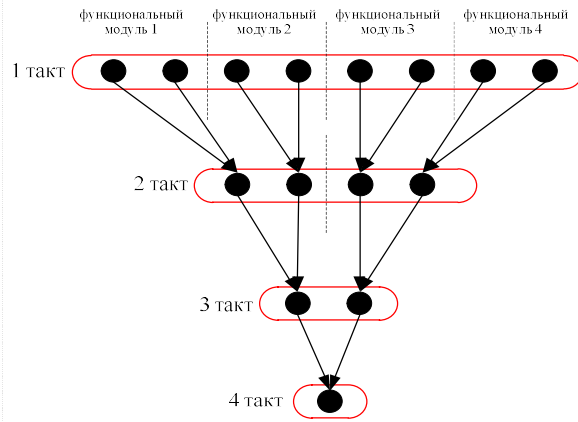 функциональный
модуль 1
функциональный
модуль 2
функциональный
модуль 3
функциональный
модуль 4
1 такт
2 такт
3 такт
4 такт